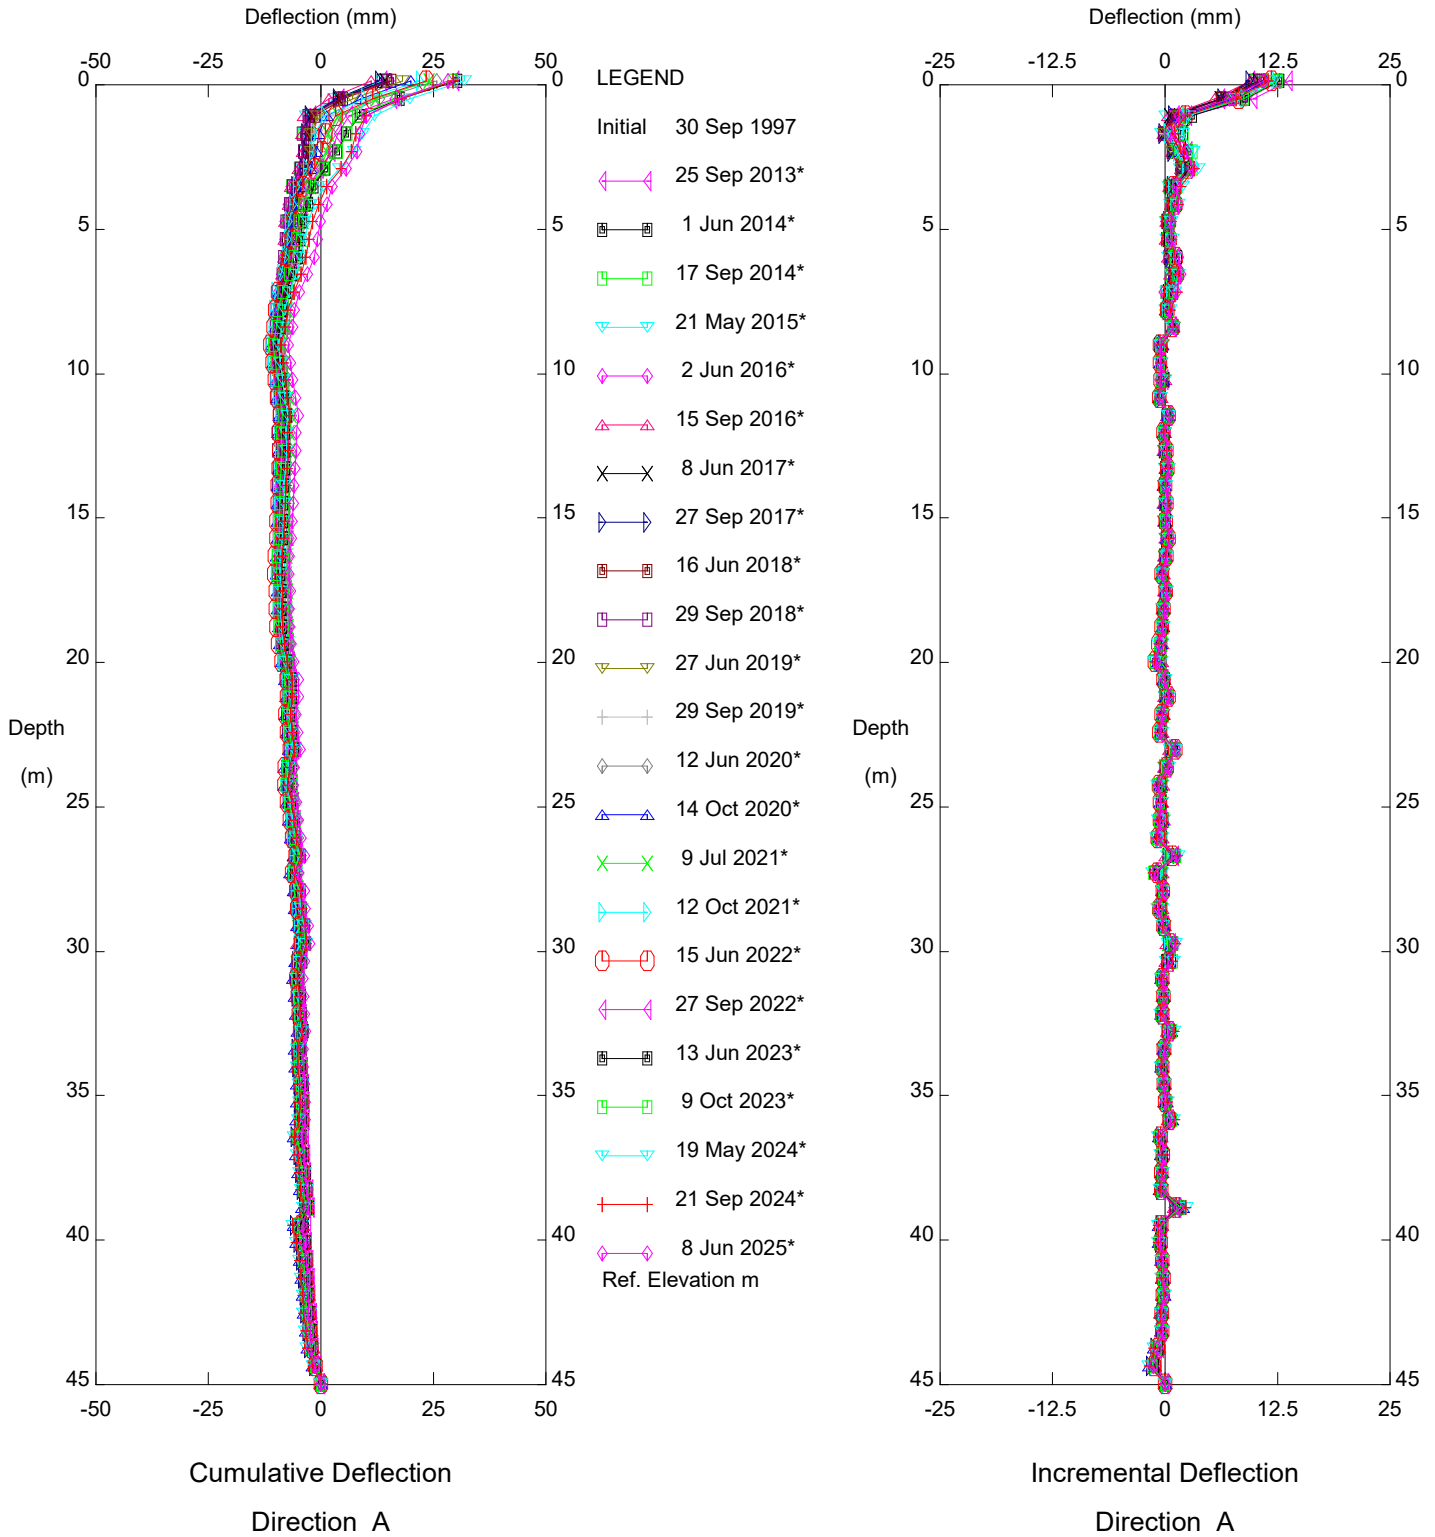 Deflection (mm)
-50 -25 0 25 50
0 0
5 5
10 10
15 15
20 20
Depth
(m)
25 25
30 30
35 35
40 40
45 45
-50 -25 0 25 50
Cumulative Deflection
Direction A
LEGEND
Initial 30 Sep 1997
25 Sep 2013*
1 Jun 2014*
17 Sep 2014*
21 May 2015*
2 Jun 2016*
15 Sep 2016*
8 Jun 2017*
27 Sep 2017*
16 Jun 2018*
29 Sep 2018*
27 Jun 2019*
29 Sep 2019*
12 Jun 2020*
14 Oct 2020*
9 Jul 2021*
12 Oct 2021*
15 Jun 2022*
27 Sep 2022*
13 Jun 2023*
9 Oct 2023*
19 May 2024*
21 Sep 2024*
8 Jun 2025*
Ref. Elevation m
Deflection (mm)
-25 -12.5 0 12.5 25
0 0
5 5
10 10
15 15
20 20
Depth
(m)
25 25
30 30
35 35
40 40
45 45
-25 -12.5 0 12.5 25
Incremental Deflection
Direction A